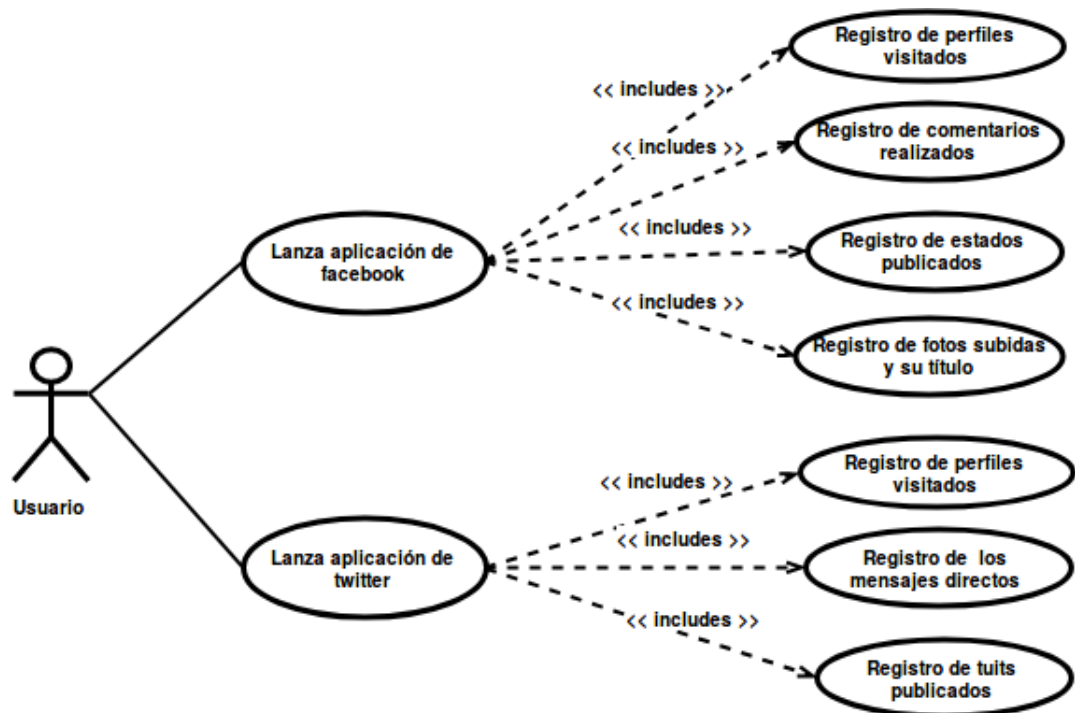 Registro de perfiles
visitados
<< includes >>
Registro de comentarios
realizados
<< includes >>
Lanza aplicación de
facebook
<< includes >>
Registro de estados
publicados
<< includes >>
Registro de fotos subidas
y su título
Usuario
<< includes >>
Registro de perfiles
visitados
Lanza aplicación de
twitter
<< includes >>
Registro de los
mensajes directos
<< includes >>
Registro de tuits
publicados